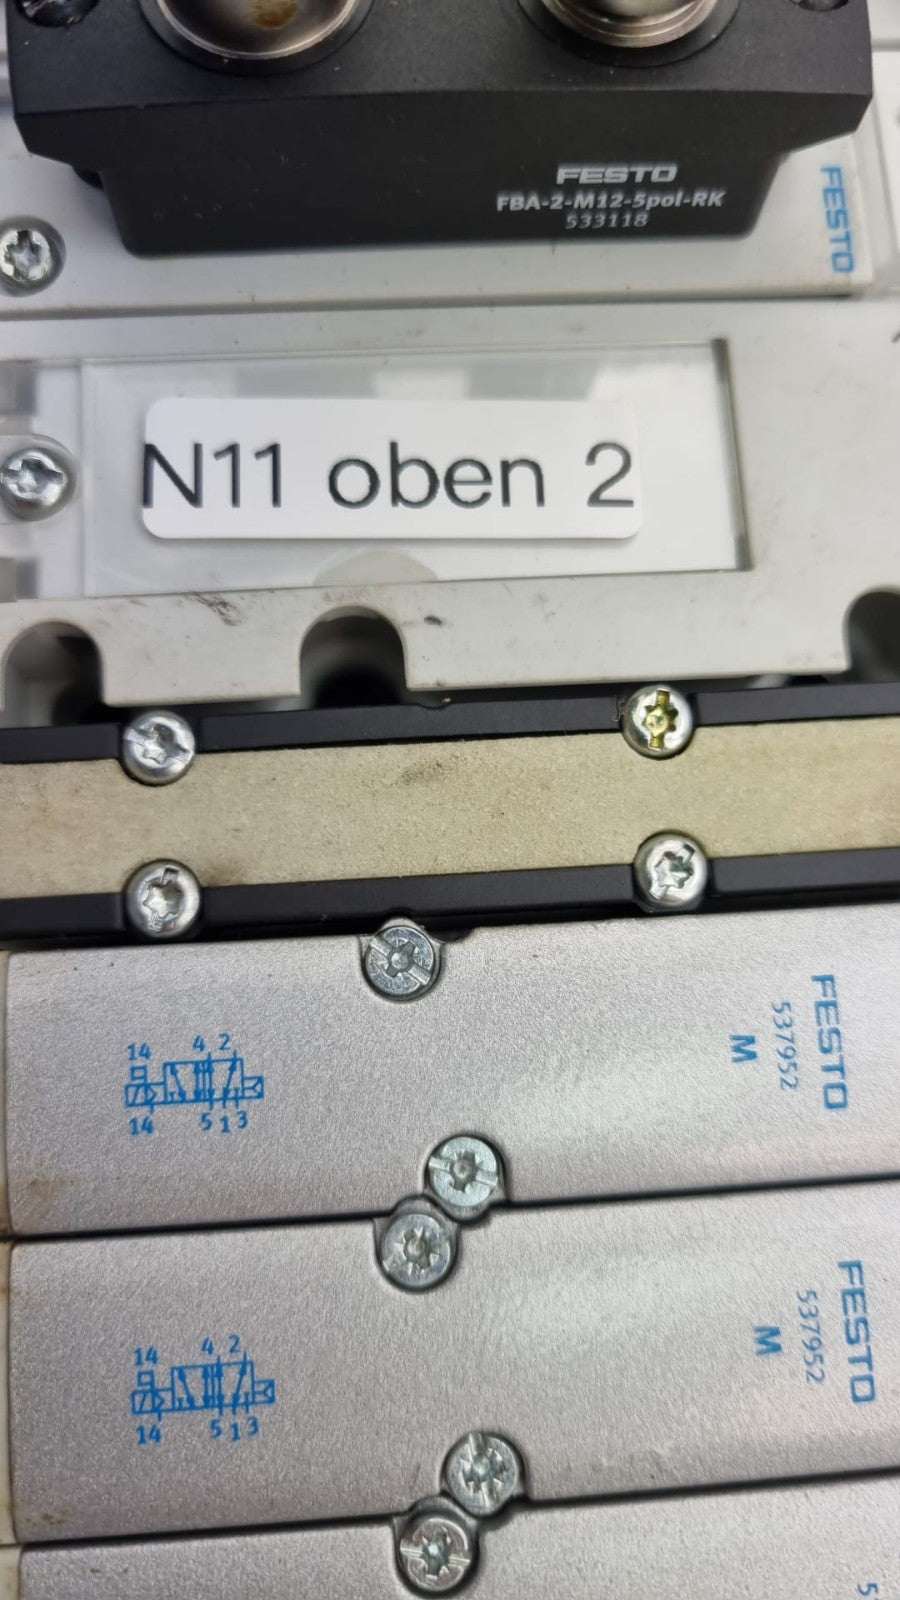 FESTO
FBA-2-M12-5pol-RK
533118
FESTO
N11 oben 2
14 4 2
14 5 1 3
FESTO
537952
M
14 4 2
14 5 1 3
FESTO
537952
M